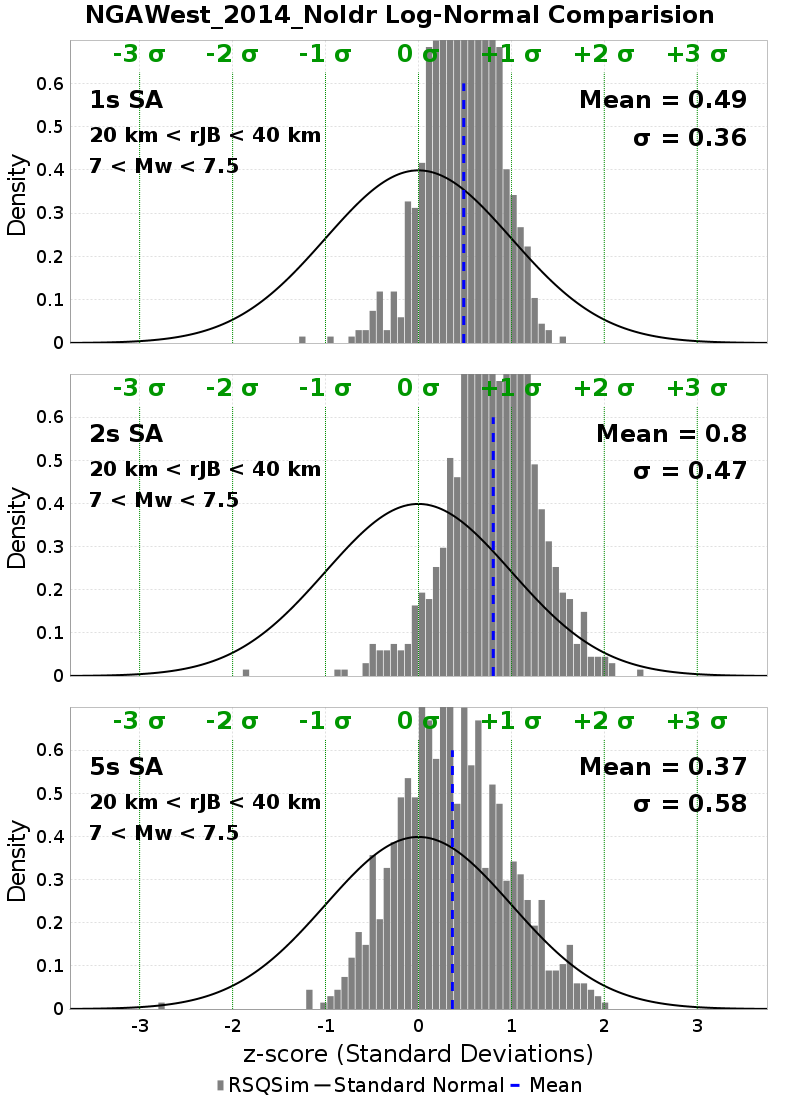 NGAWest_2014_NoIdr Log-Normal Comparision
-3 σ -2 σ -1 σ 0 σ +1 σ +2 σ +3 σ
1s SA
20 km < rJB < 40 km
7 < Mw < 7.5
Mean = 0.49
σ = 0.36
Density
0.6
0.5
0.4
0.3
0.2
0.1
0
-3 σ -2 σ -1 σ 0 σ +1 σ +2 σ +3 σ
2s SA
20 km < rJB < 40 km
7 < Mw < 7.5
Mean = 0.8
σ = 0.47
Density
0.6
0.5
0.4
0.3
0.2
0.1
0
-3 σ -2 σ -1 σ 0 σ +1 σ +2 σ +3 σ
5s SA
20 km < rJB < 40 km
7 < Mw < 7.5
Mean = 0.37
σ = 0.58
Density
0.6
0.5
0.4
0.3
0.2
0.1
0
-3 -2 -1 0 1 2 3
z-score (Standard Deviations)
RSQSim Standard Normal Mean